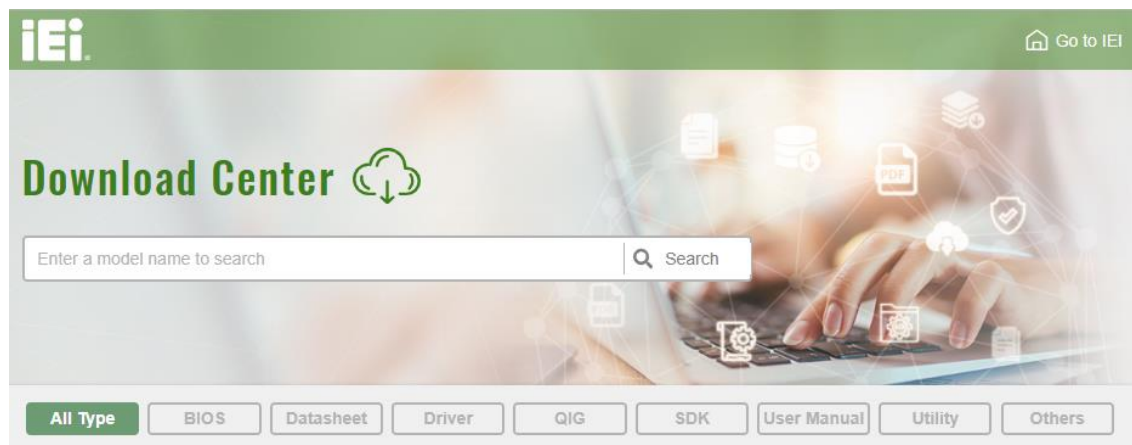 iEi.
Go to IEI
PDF
Download Center
Enter a model name to search
Search
All Type
BIOS
Datasheet
Driver
QIG
SDK
User Manual
Utility
Others